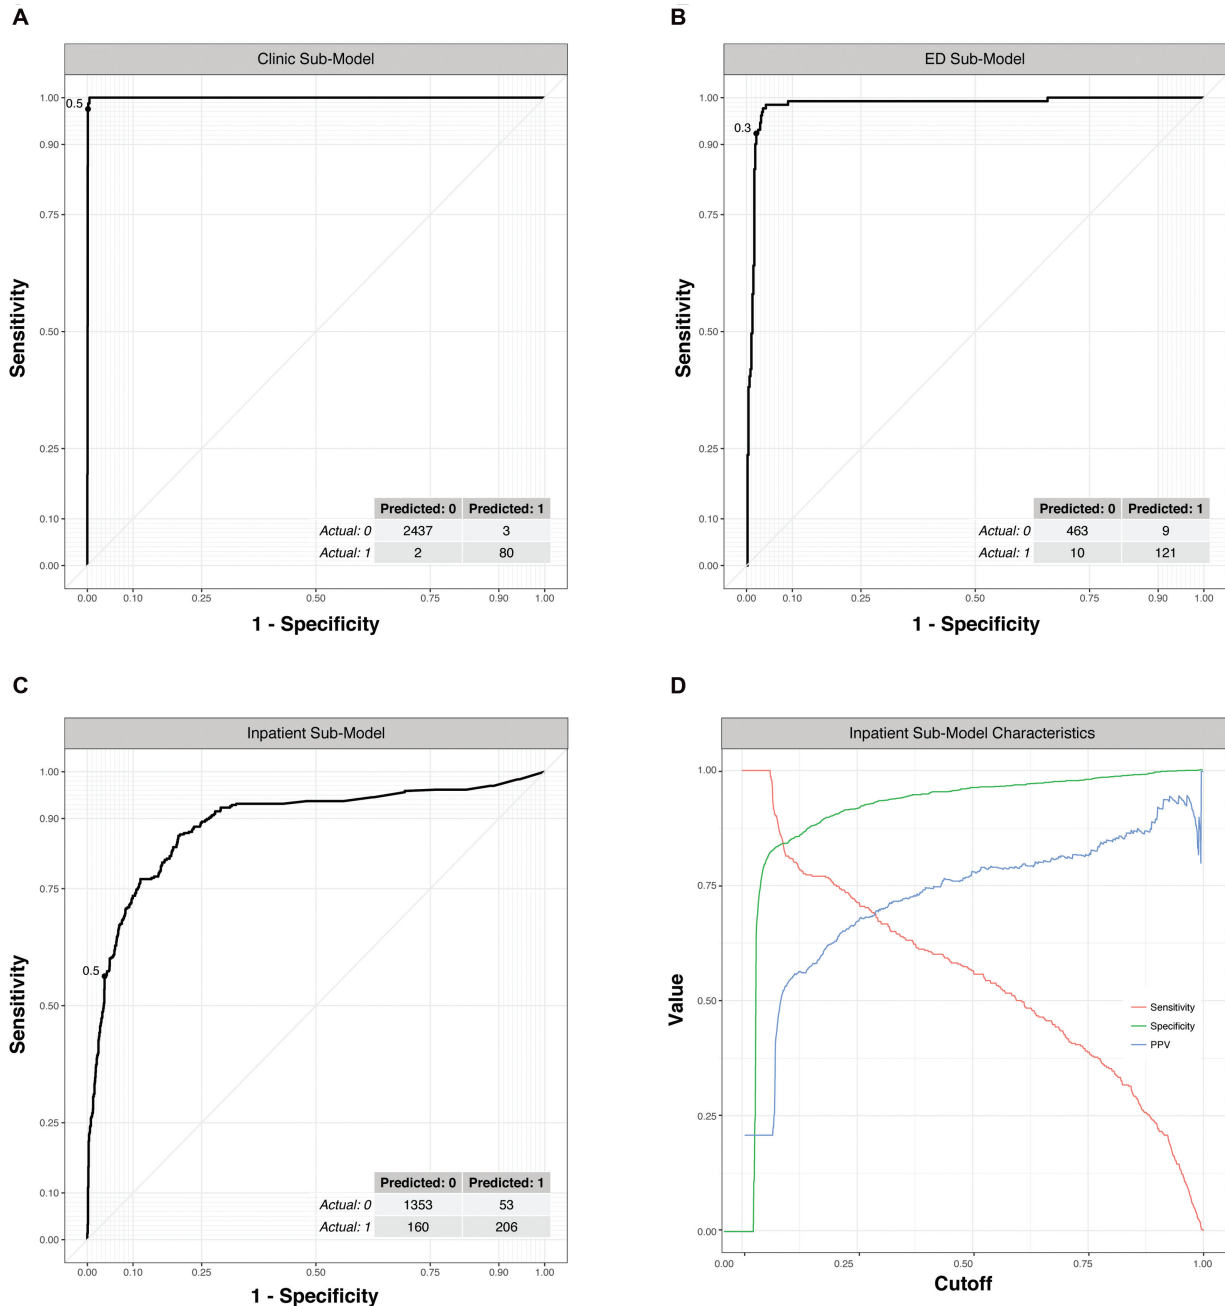 A
Clinic Sub-Model
0.5
1.00
0.90
0.75
0.50
0.25
0.10
0.00
Sensitivity
Predicted: 0 Predicted: 1
Actual: 0 2437 3
Actual: 1 2 80
0.00 0.10 0.25 0.50 0.75 0.90 1.00
1 - Specificity
B
ED Sub-Model
0.3
1.00
0.90
0.75
0.50
0.25
0.10
0.00
Sensitivity
Predicted: 0 Predicted: 1
Actual: 0 463 9
Actual: 1 10 121
0.00 0.10 0.25 0.50 0.75 0.90 1.00
1 - Specificity
C
Inpatient Sub-Model
1.00
0.90
0.75
0.5
0.50
0.25
0.10
0.00
Sensitivity
Predicted: 0 Predicted: 1
Actual: 0 1353 53
Actual: 1 160 206
0.00 0.10 0.25 0.50 0.75 0.90 1.00
1 - Specificity
D
Inpatient Sub-Model Characteristics
1.00
0.75
0.50
0.25
0.00
Value
Sensitivity
Specificity
PPV
0.00 0.25 0.50 0.75 1.00
Cutoff